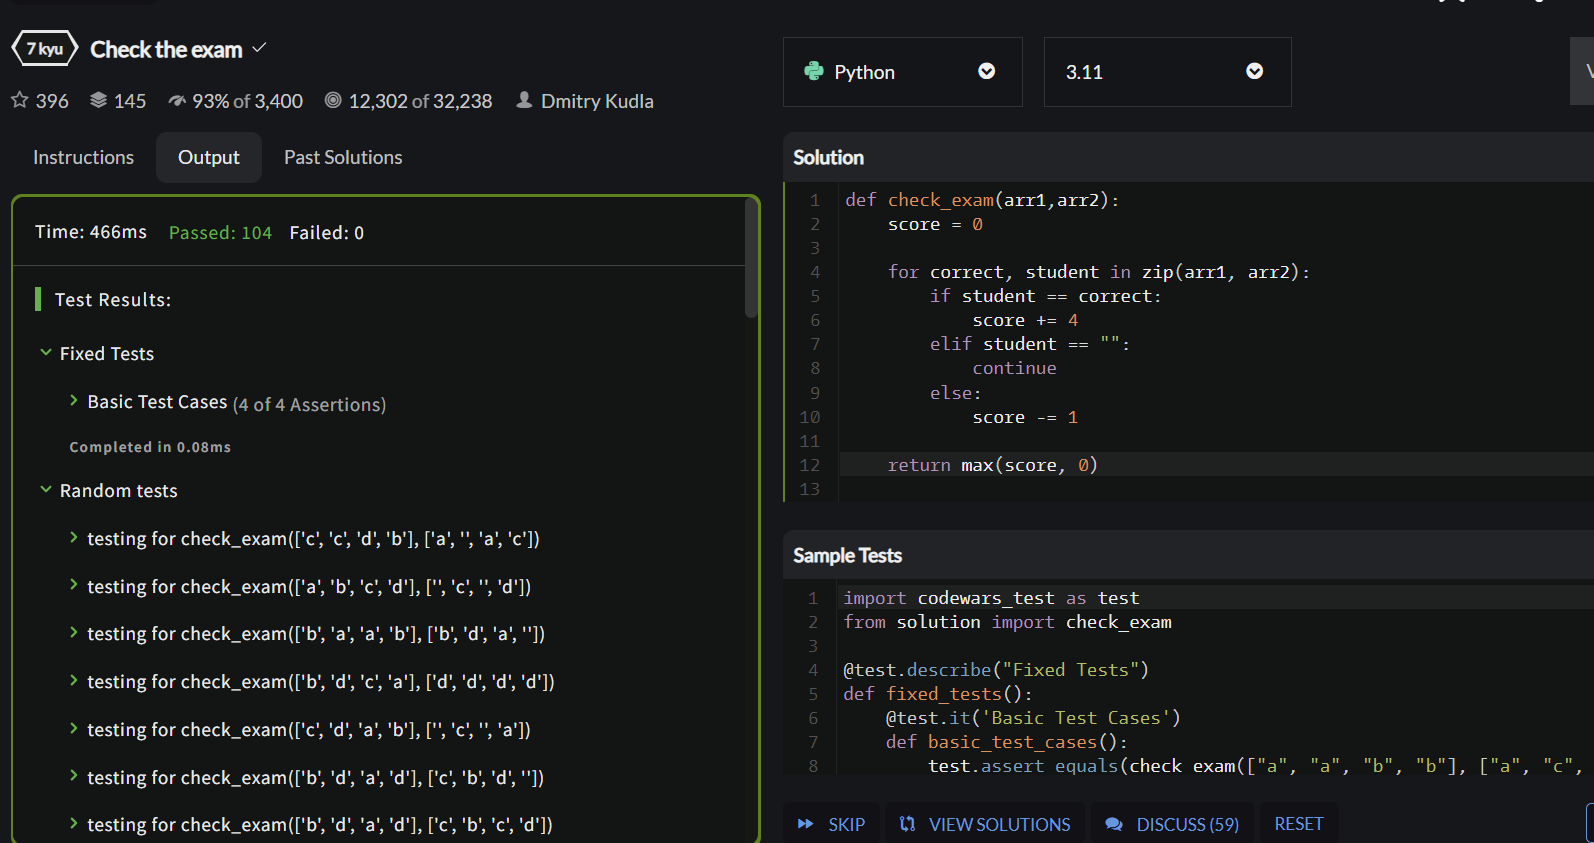 7 kyu Check the exam
396 145 93% of 3,400 12,302 of 32,238 Dmitry Kudla
Instructions Output Past Solutions
Time: 466ms Passed: 104 Failed: 0
Test Results:
Fixed Tests
Basic Test Cases (4 of 4 Assertions)
Completed in 0.08ms
Random tests
testing for check_exam(['c', 'c', 'd', 'b'], ['a', '', 'a', 'c'])
testing for check_exam(['a', 'b', 'c', 'd'], ['', 'c', '', 'd'])
testing for check_exam(['b', 'a', 'a', 'b'], ['b', 'd', 'a', ''])
testing for check_exam(['b', 'd', 'c', 'a'], ['d', 'd', 'd', 'd'])
testing for check_exam(['c', 'd', 'a', 'b'], ['', 'c', '', 'a'])
testing for check_exam(['b', 'd', 'a', 'd'], ['c', 'b', 'd', ''])
testing for check_exam(['b', 'd', 'a', 'd'], ['c', 'b', 'c', 'd'])
Python 3.11
Solution
1 def check_exam(arr1,arr2):
2 score = 0
3
4 for correct, student in zip(arr1, arr2):
5 if student == correct:
6 score += 4
7 elif student == "":
8 continue
9 else:
10 score -= 1
11
12 return max(score, 0)
13
Sample Tests
1 import codewars_test as test
2 from solution import check_exam
3
4 @test.describe("Fixed Tests")
5 def fixed_tests():
6 @test.it('Basic Test Cases')
7 def basic_test_cases():
8 test.assert_equals(check_exam(["a", "a", "b", "b"], ["a", "c",
SKIP VIEW SOLUTIONS DISCUSS (59) RESET